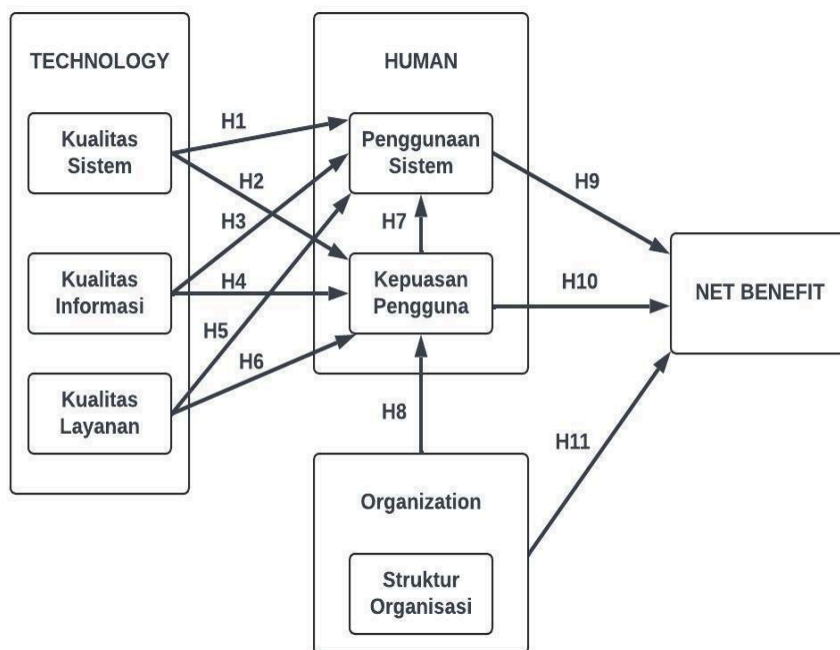 TECHNOLOGY
HUMAN
Kualitas
Sistem
H1
Penggunaan
Sistem
H2
H9
H3
H7
Kualitas
Informasi
H4
Kepuasan
Pengguna
H10
NET BENEFIT
H5
H6
Kualitas
Layanan
H8
H11
Organization
Struktur
Organisasi